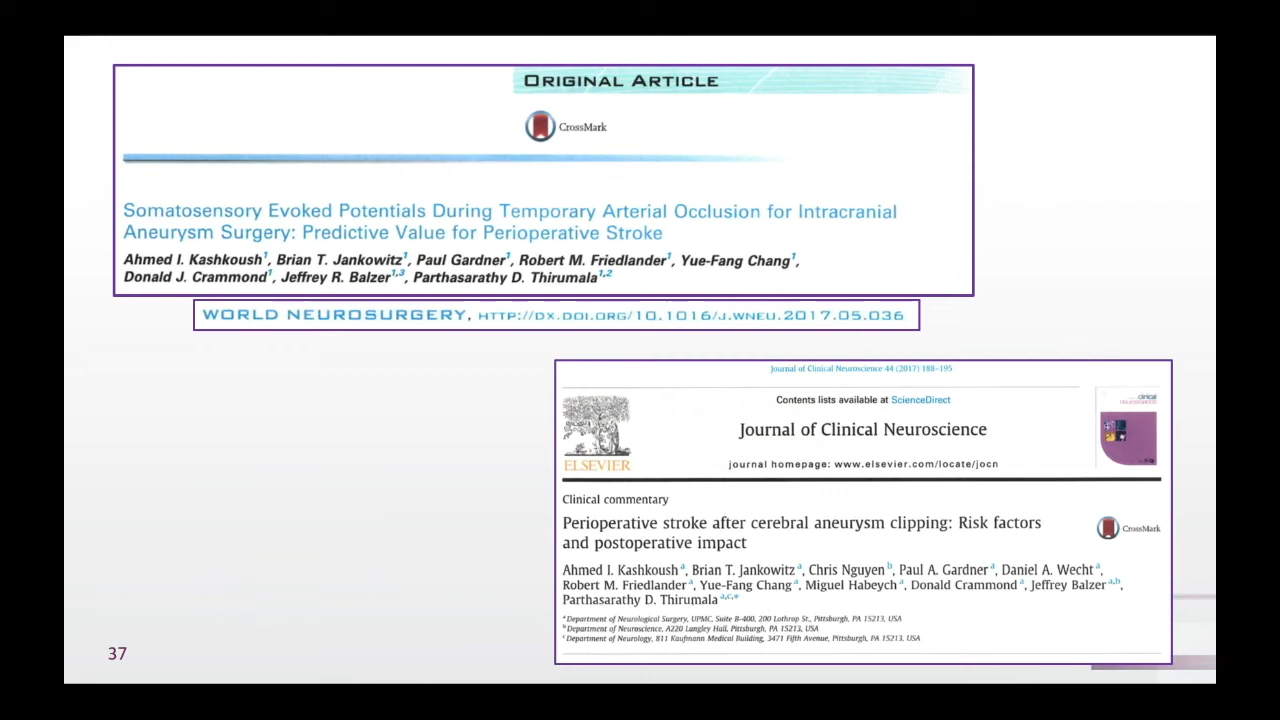 ORIGINAL ARTICLE
CrossMark
Somatosensory Evoked Potentials During Temporary Arterial Occlusion for Intracranial
Aneurysm Surgery: Predictive Value for Perioperative Stroke
Ahmed I. Kashkoush1, Brian T. Jankowitz1, Paul Gardner1, Robert M. Friedlander1, Yue-Fang Chang1,
Donald J. Crammond1, Jeffrey R. Balzer1,3, Parthasarathy D. Thirumala1,2
WORLD NEUROSURGERY, HTTP://DX.DOI.ORG/10.1016/J.WNEU.2017.05.036
Journal of Clinical Neuroscience 44 (2017) 188–195
Contents lists available at ScienceDirect
Journal of Clinical Neuroscience
journal homepage: www.elsevier.com/locate/jocn
ELSEVIER
clinical
neuroscience
Clinical commentary
Perioperative stroke after cerebral aneurysm clipping: Risk factors
and postoperative impact
CrossMark
Ahmed I. Kashkoush a, Brian T. Jankowitz a, Chris Nguyen b, Paul A. Gardner a, Daniel A. Wecht a,
Robert M. Friedlander a, Yue-Fang Chang a, Miguel Habeych a, Donald Crammond a, Jeffrey Balzer a,b,
Parthasarathy D. Thirumala a,c,*
a Department of Neurological Surgery, UPMC, Suite B-400, 200 Lothrop St., Pittsburgh, PA 15213, USA
b Department of Neuroscience, A220 Langley Hall, Pittsburgh, PA 15213, USA
c Department of Neurology, 811 Kaufmann Medical Building, 3471 Fifth Avenue, Pittsburgh, PA 15213, USA
37